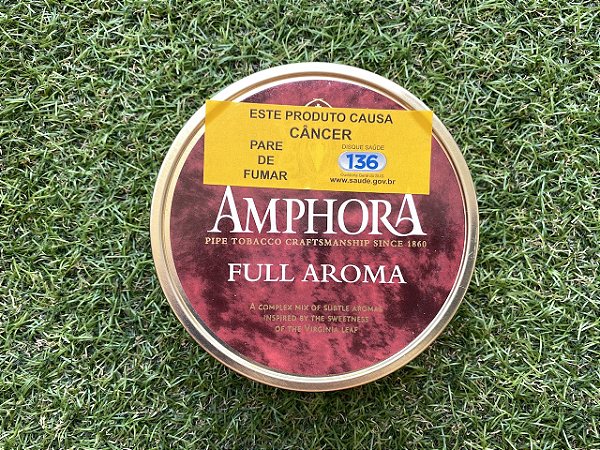 ESTE PRODUTO CAUSA
CÂNCER
PARE
DE
FUMAR
DISQUE SAÚDE
136
www.saude.gov.br
AMPHORA
PIPE TOBACCO CRAFTSMANSHIP SINCE 1860
FULL AROMA
A COMPLEX MIX OF SUBTLE AROMAS
INSPIRED BY THE SWEETNESS
OF THE VIRGINIA LEAF